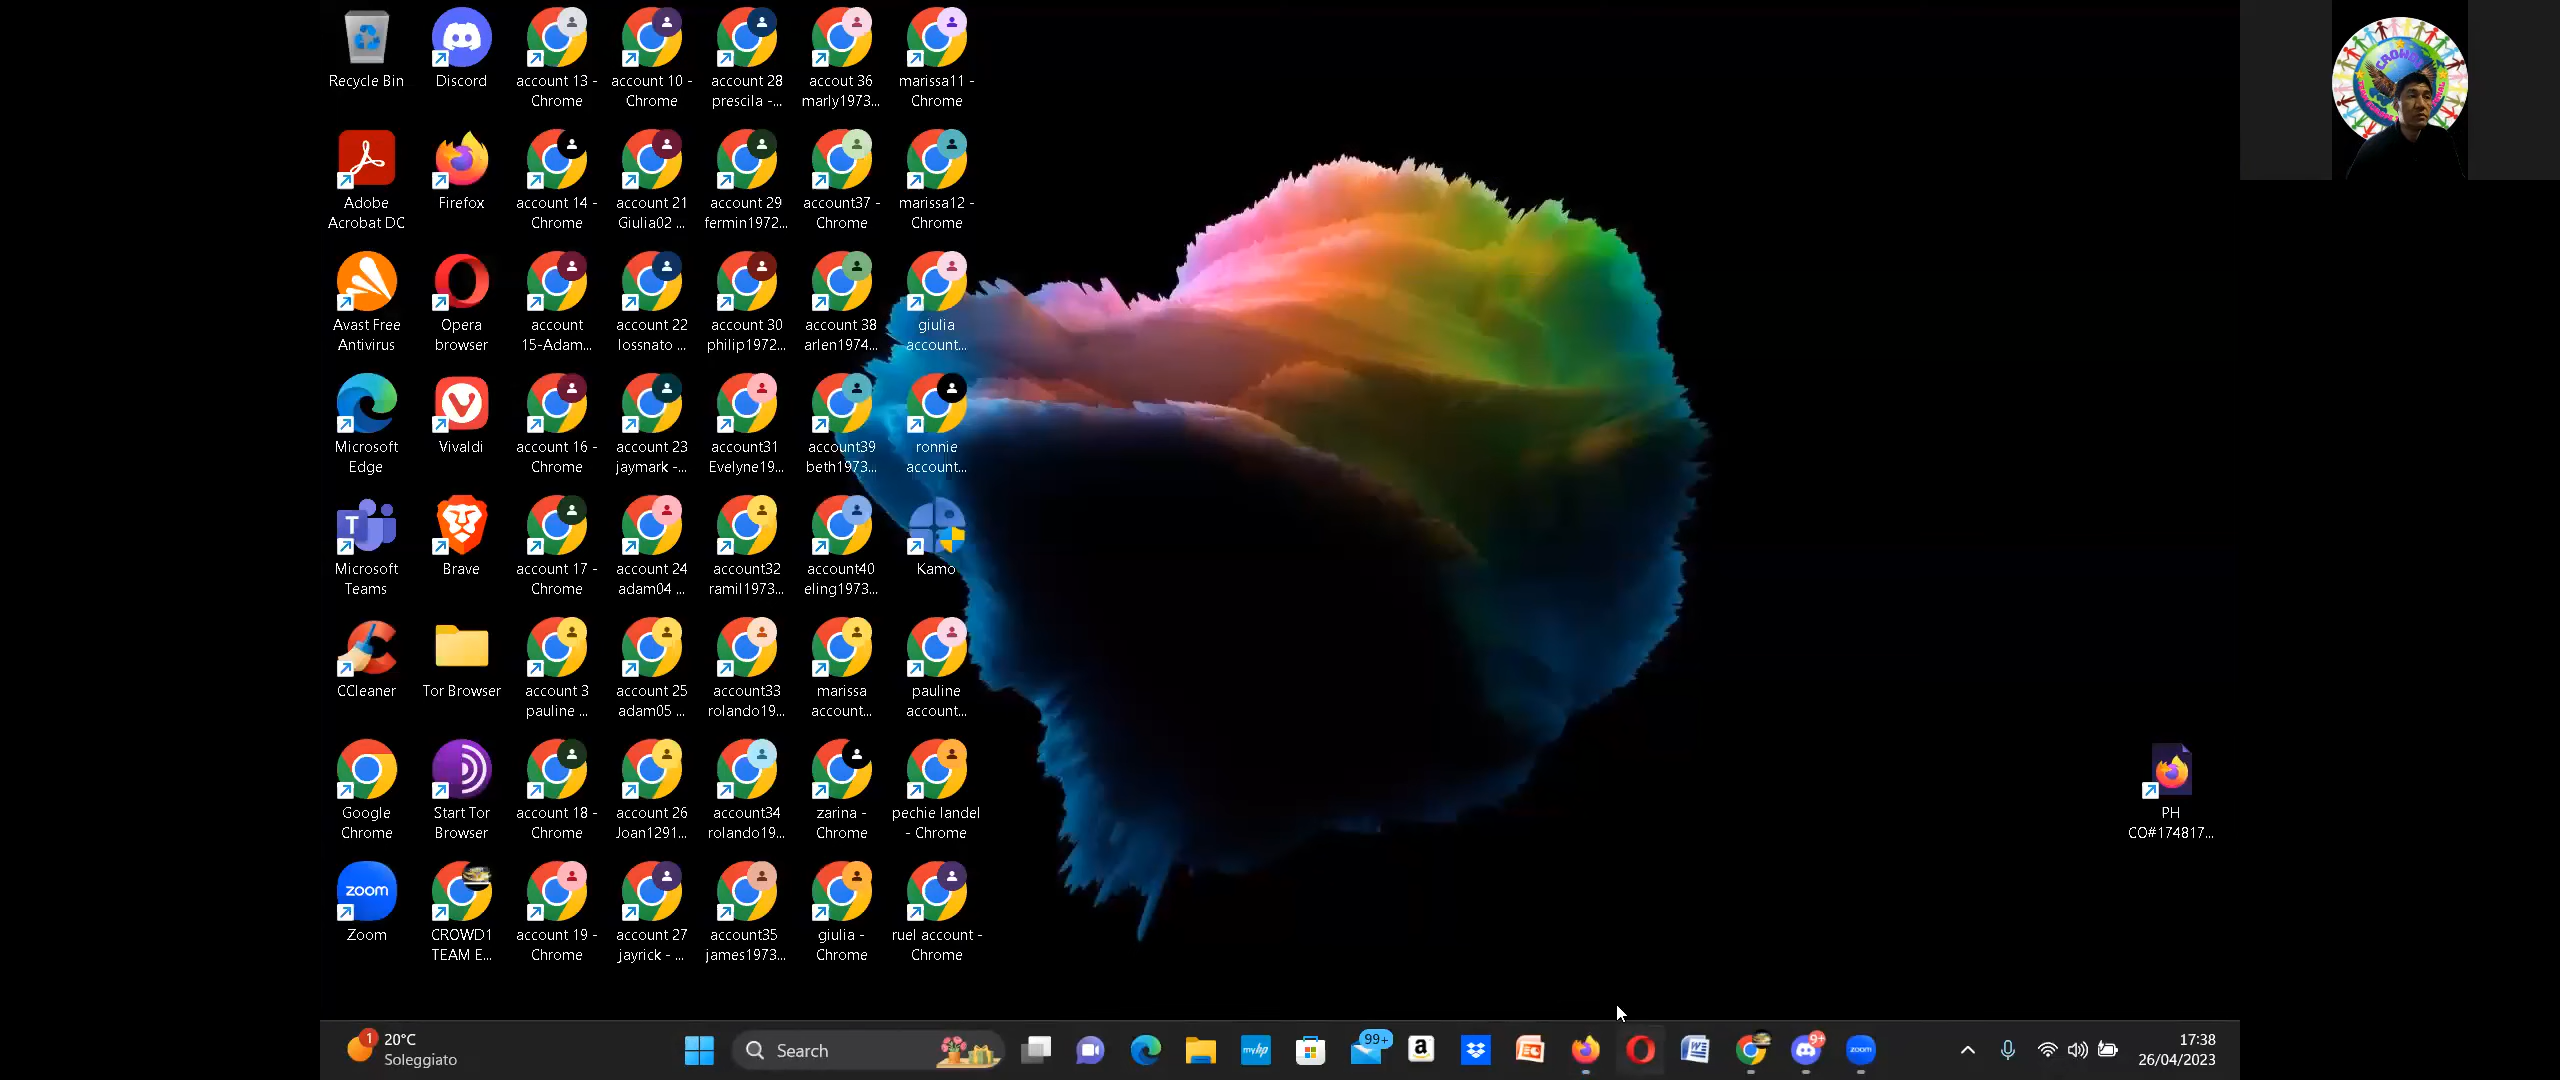 Recycle Bin
Discord
account 13 -
Chrome
account 10 -
Chrome
account 28
prescila -...
accout 36
marly1973...
marissa11 -
Chrome
Adobe
Acrobat DC
Firefox
account 14 -
Chrome
account 21
Giulia02 ...
account 29
fermin1972...
account37 -
Chrome
marissa12 -
Chrome
Avast Free
Antivirus
Opera
browser
account
15-Adam...
account 22
lossnato ...
account 30
philip1972...
account 38
arlen1974...
giulia
account...
Microsoft
Edge
Vivaldi
account 16 -
Chrome
account 23
jaymark -...
account31
Evelyne19...
account39
beth1973...
ronnie
account...
Microsoft
Teams
Brave
account 17 -
Chrome
account 24
adam04 ...
account32
ramil1973...
account40
eling1973...
Kamo
CCleaner
Tor Browser
account 3
pauline ...
account 25
adam05 ...
account33
rolando19...
marissa
account...
pauline
account...
Google
Chrome
Start Tor
Browser
account 18 -
Chrome
account 26
Joan1291...
account34
rolando19...
zarina -
Chrome
pechie landel
- Chrome
PH
CO#174817...
zoom
Zoom
CROWD1
TEAM E...
account 19 -
Chrome
account 27
jayrick - ...
account35
james1973...
giulia -
Chrome
ruel account -
Chrome
1
20°C
Soleggiato
Search
myhp
99+
9+
zoom
17:38
26/04/2023